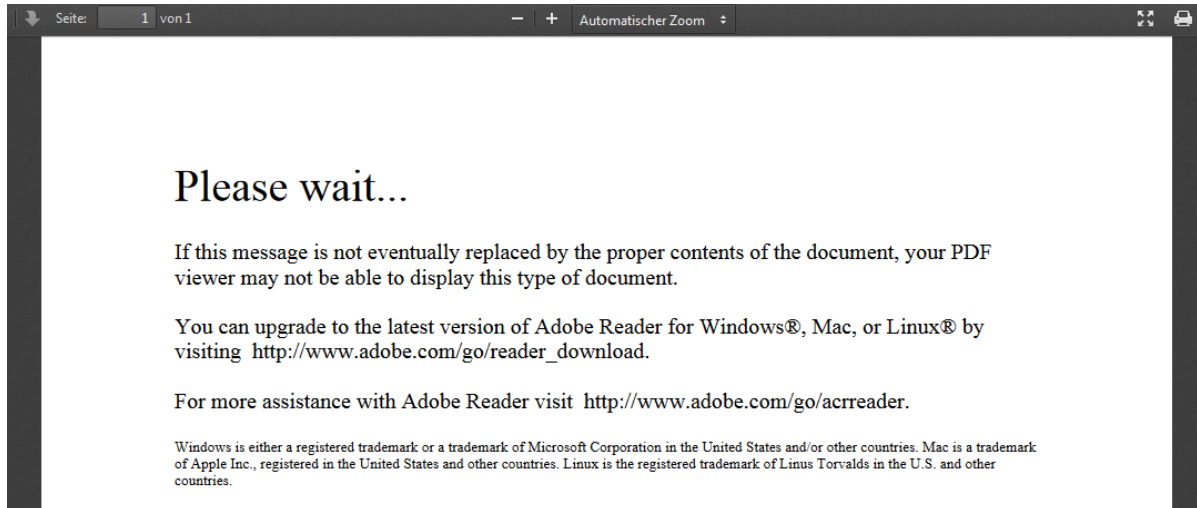 Seite: 1 von 1 Automatischer Zoom
Please wait...
If this message is not eventually replaced by the proper contents of the document, your PDF
viewer may not be able to display this type of document.
You can upgrade to the latest version of Adobe Reader for Windows®, Mac, or Linux® by
visiting http://www.adobe.com/go/reader_download.
For more assistance with Adobe Reader visit http://www.adobe.com/go/acrreader.
Windows is either a registered trademark or a trademark of Microsoft Corporation in the United States and/or other countries. Mac is a trademark
of Apple Inc., registered in the United States and other countries. Linux is the registered trademark of Linus Torvalds in the U.S. and other
countries.